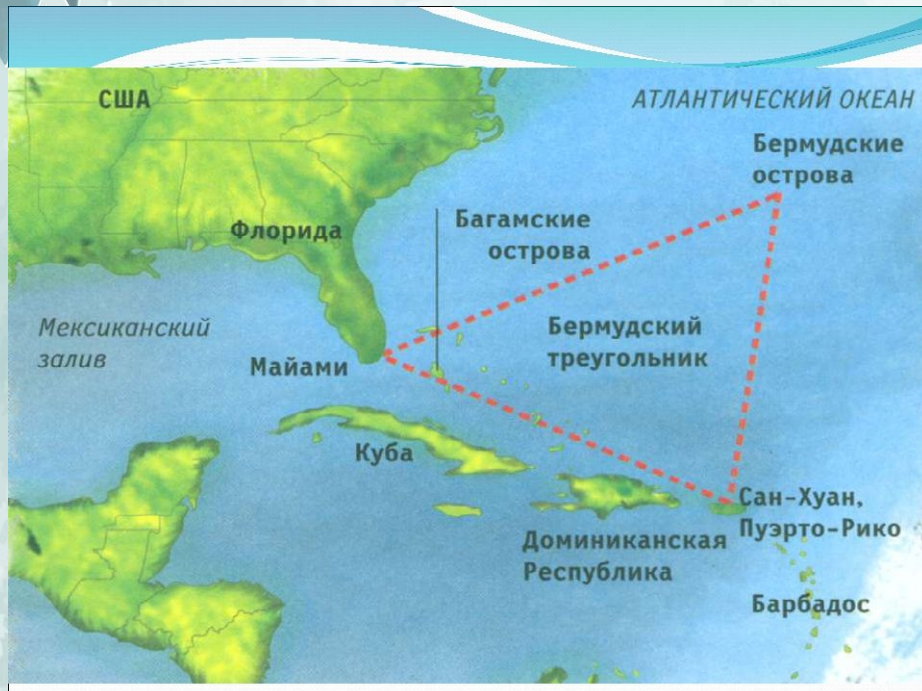 США
АТЛАНТИЧЕСКИЙ ОКЕАН
Бермудские
острова
Флорида
Багамские
острова
Мексиканский
залив
Бермудский
треугольник
Майами
Куба
Сан-Хуан,
Пуэрто-Рико
Доминиканская
Республика
Барбадос